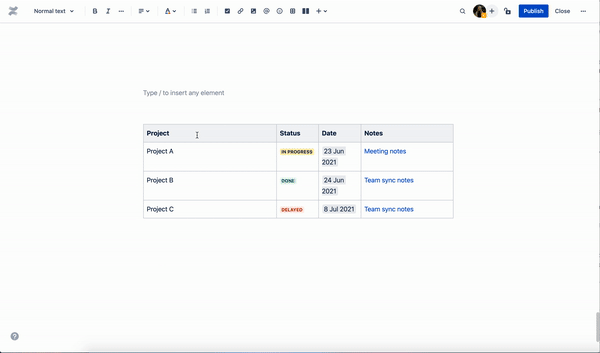 Normal text
B
I
A
Publish
Close
Type / to insert any element
Project Status Date Notes
Project A IN PROGRESS 23 Jun 2021 Meeting notes
Project B DONE 24 Jun 2021 Team sync notes
Project C DELAYED 8 Jul 2021 Team sync notes